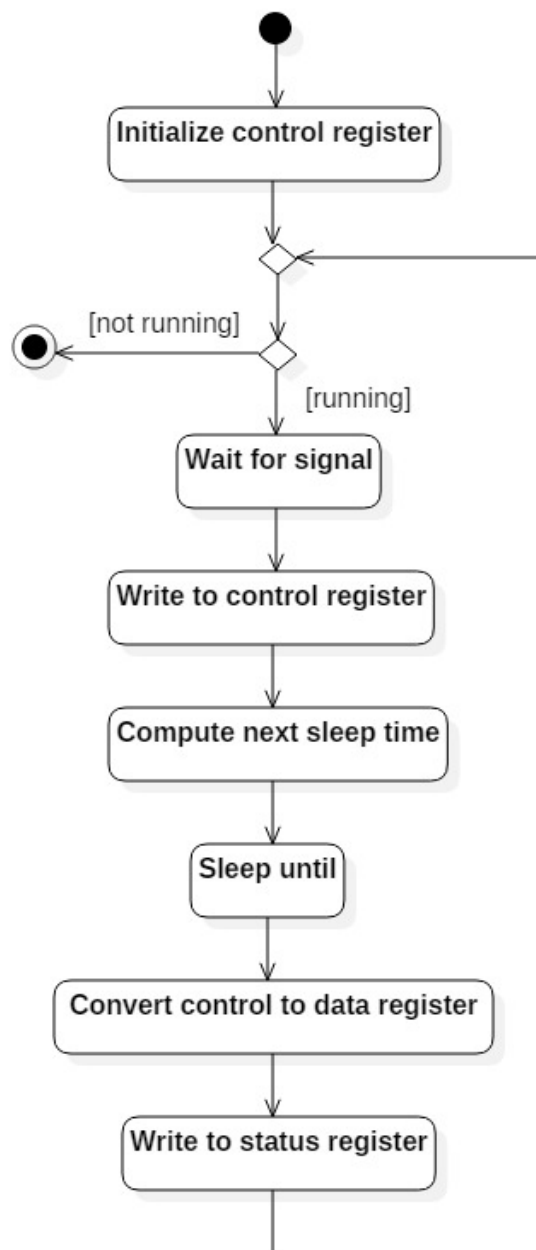 Initialize control register
[not running]
[running]
Wait for signal
Write to control register
Compute next sleep time
Sleep until
Convert control to data register
Write to status register